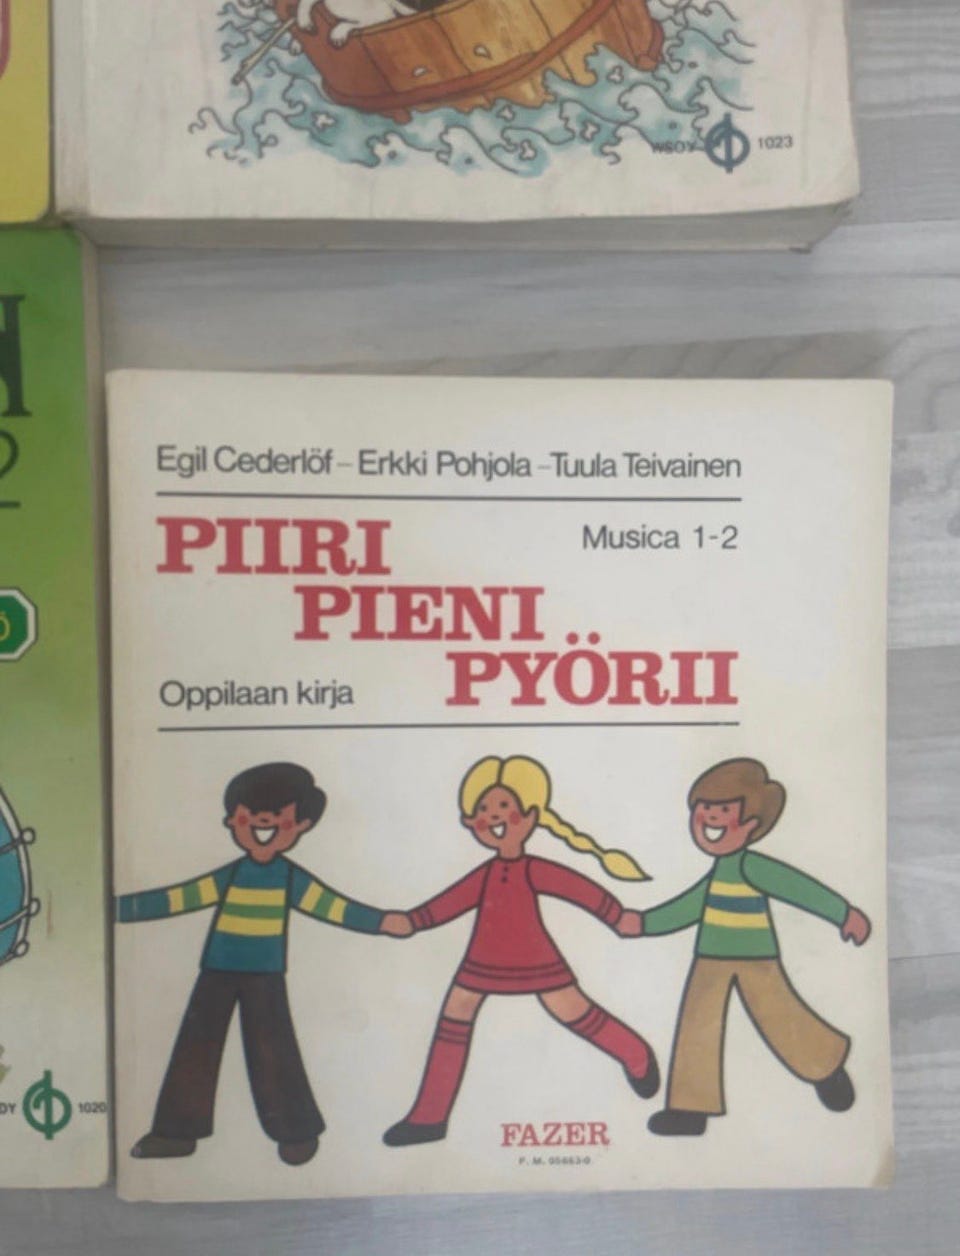 WSOY 1023
Egil Cederlöf – Erkki Pohjola – Tuula Teivainen
PIIRI
Musica 1-2
PIENI
PYÖRII
Oppilaan kirja
1020
FAZER